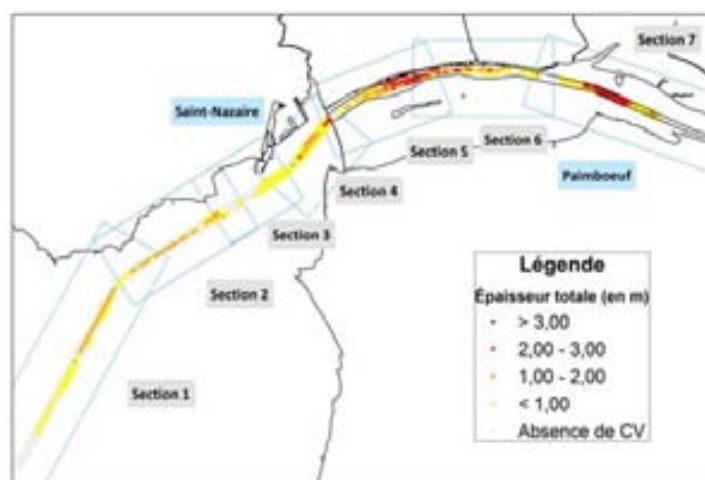 Section 7
Saint-Nazaire
Section 5
Section 6
Paimboeuf
Section 4
Section 3
Section 2
Section 1
Légende
Épaisseur totale (en m)
> 3,00
2,00 - 3,00
1,00 - 2,00
< 1,00
Absence de CV